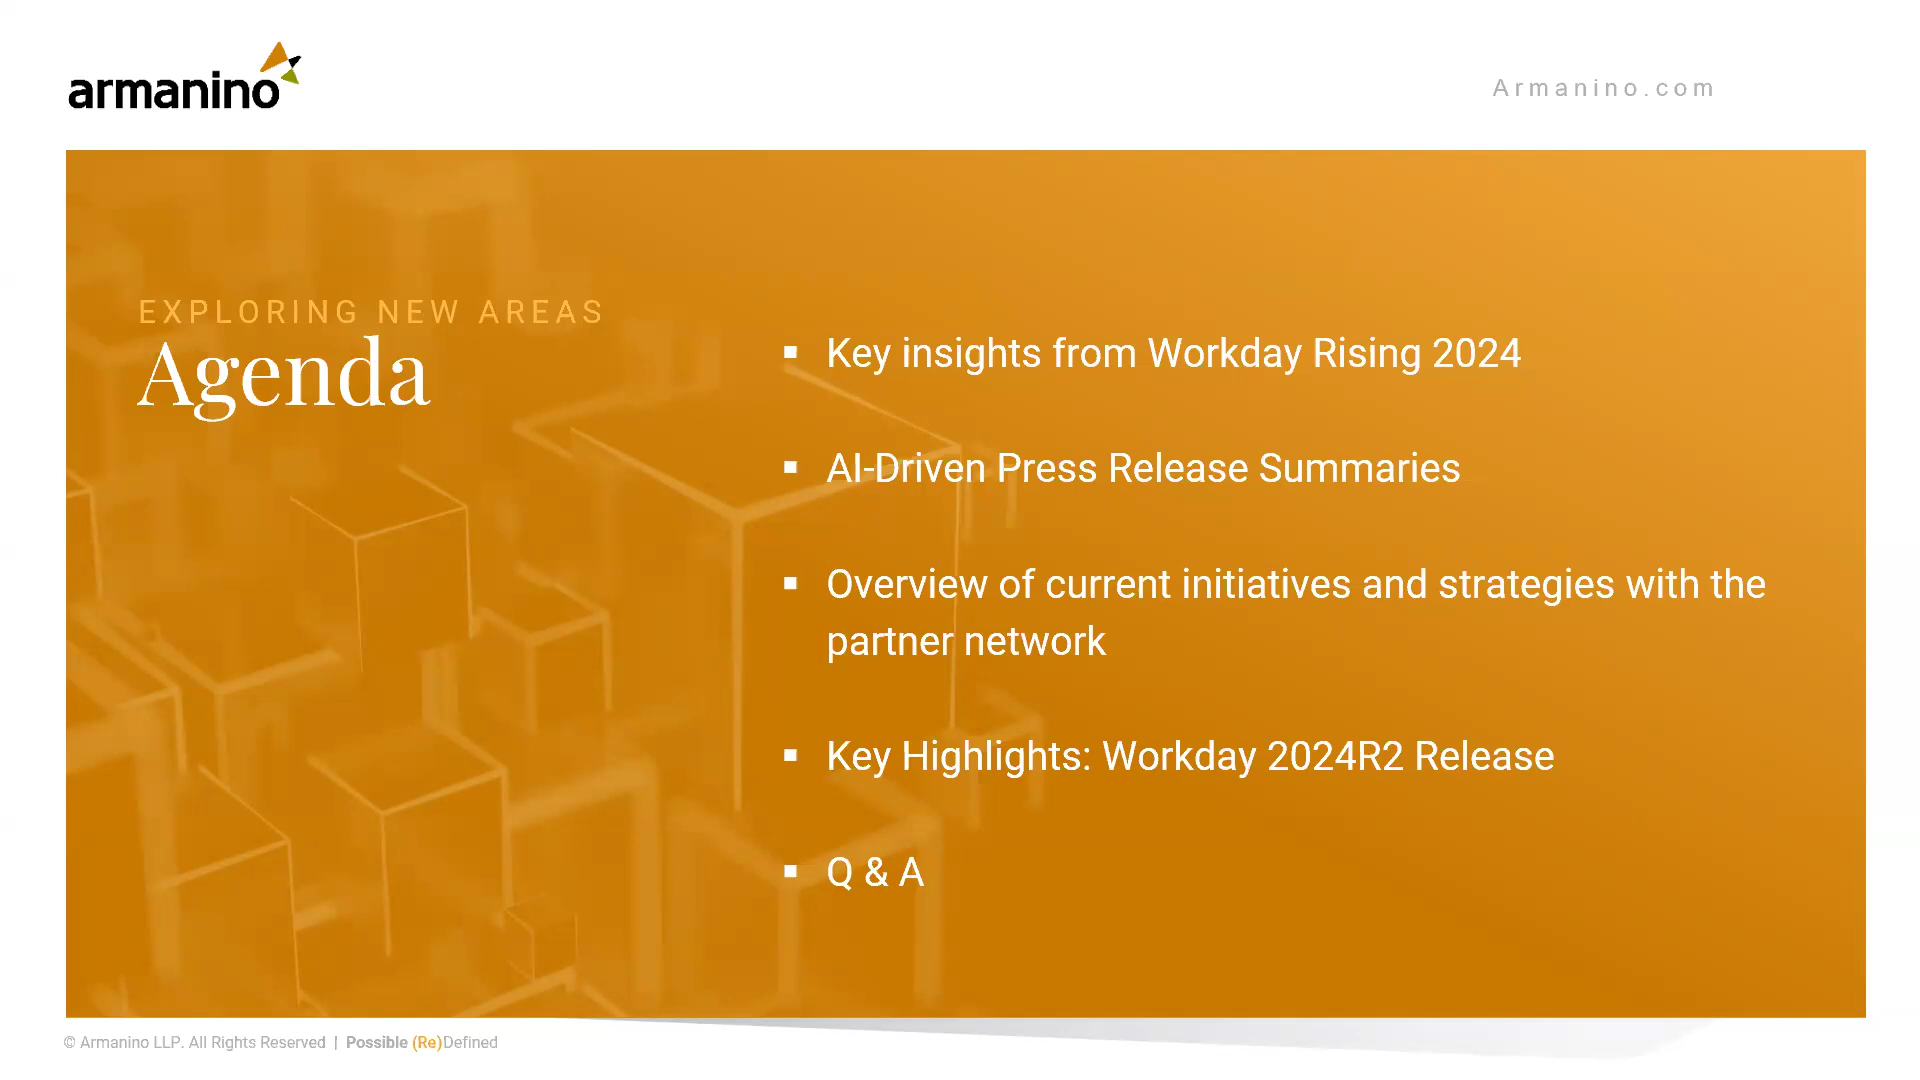 armanino
Armanino.com
EXPLORING NEW AREAS
Agenda
▪ Key insights from Workday Rising 2024
▪ AI-Driven Press Release Summaries
▪ Overview of current initiatives and strategies with the
partner network
▪ Key Highlights: Workday 2024R2 Release
▪ Q & A
© Armanino LLP. All Rights Reserved | Possible (Re)Defined